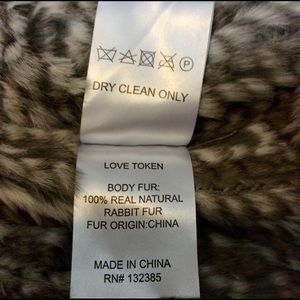 P
DRY CLEAN ONLY
LOVE TOKEN
BODY FUR:
100% REAL NATURAL
RABBIT FUR
FUR ORIGIN:CHINA
MADE IN CHINA
RN# 132385